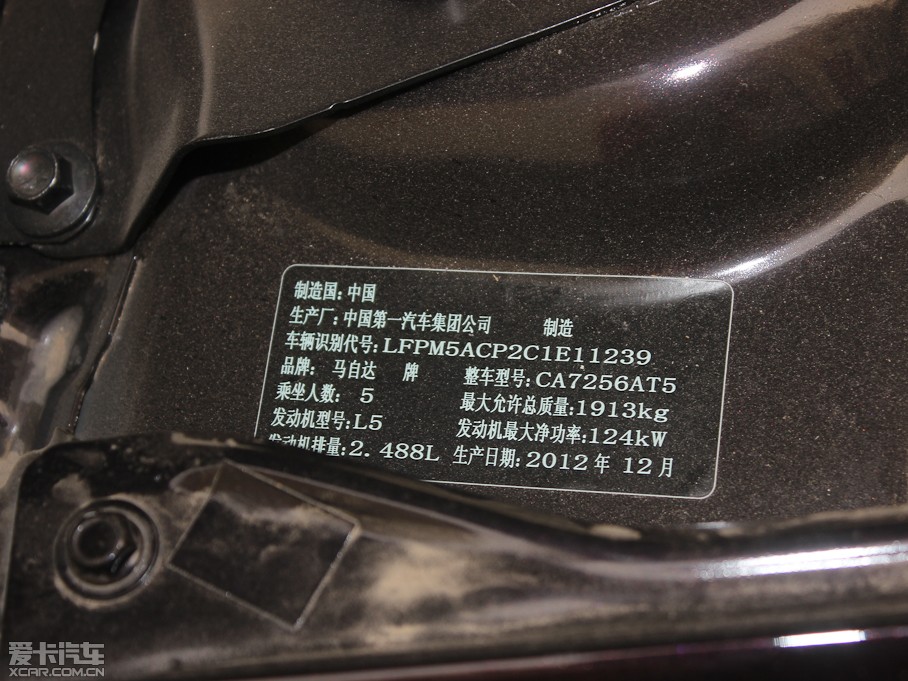 制造国: 中国
生产厂: 中国第一汽车集团公司 制造
车辆识别代号: LFPM5ACP2C1E11239
品牌: 马自达 牌 整车型号: CA7256AT5
乘坐人数: 5 最大允许总质量: 1913kg
发动机型号: L5 发动机最大净功率: 124kW
发动机排量: 2. 488L 生产日期: 2012 年 12 月
爱卡汽车
XCAR.COM.CN